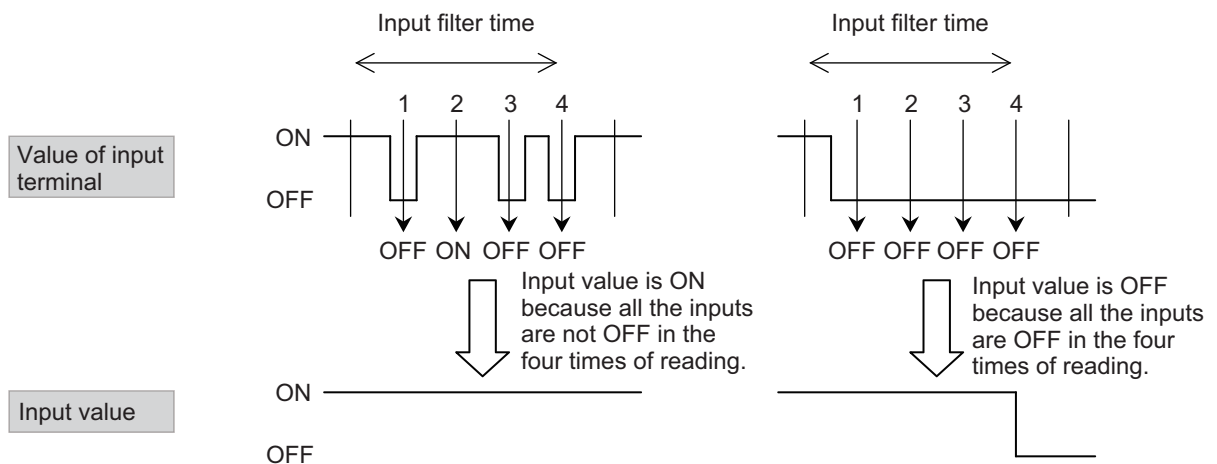 Input filter time
Input filter time
1 2 3 4
1 2 3 4
Value of input
terminal
ON
OFF
OFF ON OFF OFF
OFF OFF OFF OFF
Input value is ON
because all the inputs
are not OFF in the
four times of reading.
Input value is OFF
because all the inputs
are OFF in the four
times of reading.
Input value
ON
OFF